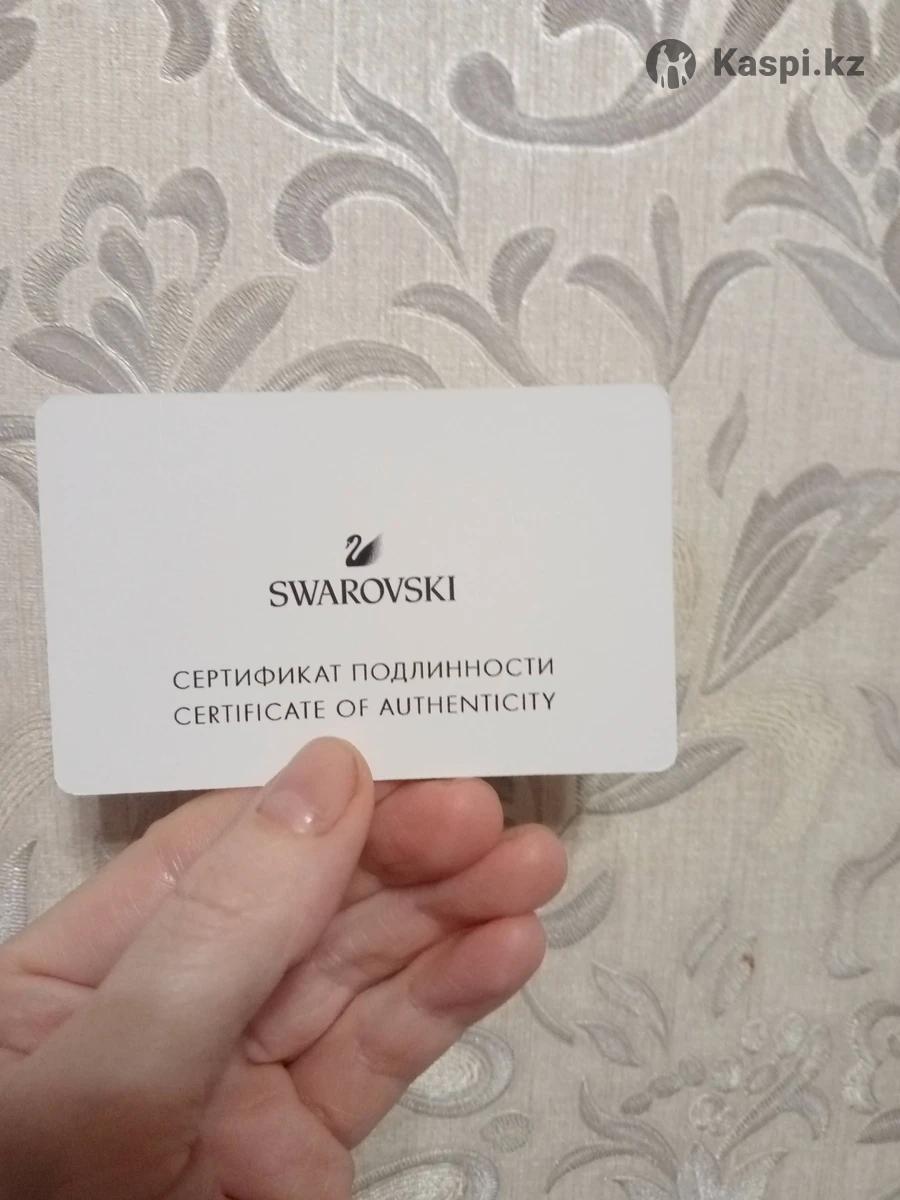 Kaspi.kz
SWAROVSKI
СЕРТИФИКАТ ПОДЛИННОСТИ
CERTIFICATE OF AUTHENTICITY